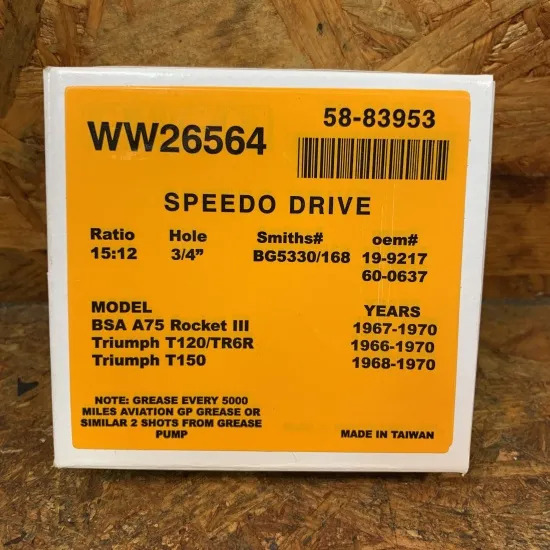 WW26564
58-83953
SPEEDO DRIVE
Ratio Hole Smiths# oem#
15:12 3/4” BG5330/168 19-9217
60-0637
MODEL YEARS
BSA A75 Rocket III 1967-1970
Triumph T120/TR6R 1966-1970
Triumph T150 1968-1970
NOTE: GREASE EVERY 5000
MILES AVIATION GP GREASE OR
SIMILAR 2 SHOTS FROM GREASE
PUMP
MADE IN TAIWAN